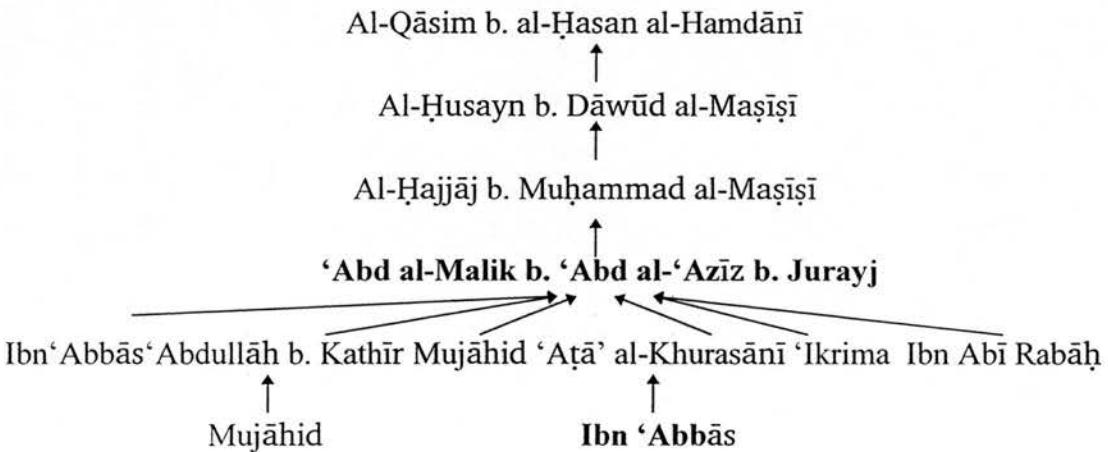 Al-Qāsim b. al-Ḥasan al-Hamdānī
Al-Ḥusayn b. Dāwūd al-Maṣīṣī
Al-Ḥajjāj b. Muḥammad al-Maṣīṣī
‘Abd al-Malik b. ‘Abd al-‘Azīz b. Jurayj
Ibn‘Abbās‘Abdullāh b. Kathīr Mujāhid ‘Aṭā’ al-Khurasānī ‘Ikrima Ibn Abī Rabāḥ
Mujāhid Ibn ‘Abbās